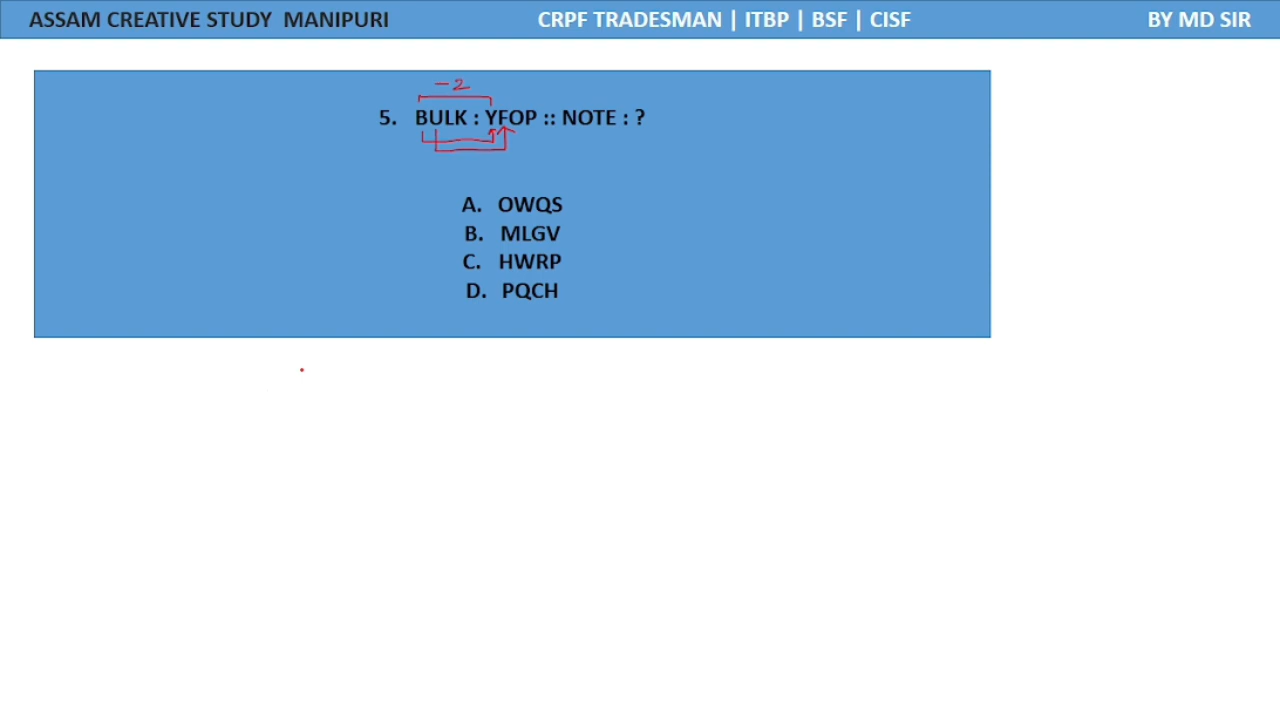 ASSAM CREATIVE STUDY MANIPURI CRPF TRADESMAN | ITBP | BSF | CISF BY MD SIR
-2
5. BULK : YFOP :: NOTE : ?
A. OWQS
B. MLGV
C. HWRP
D. PQCH